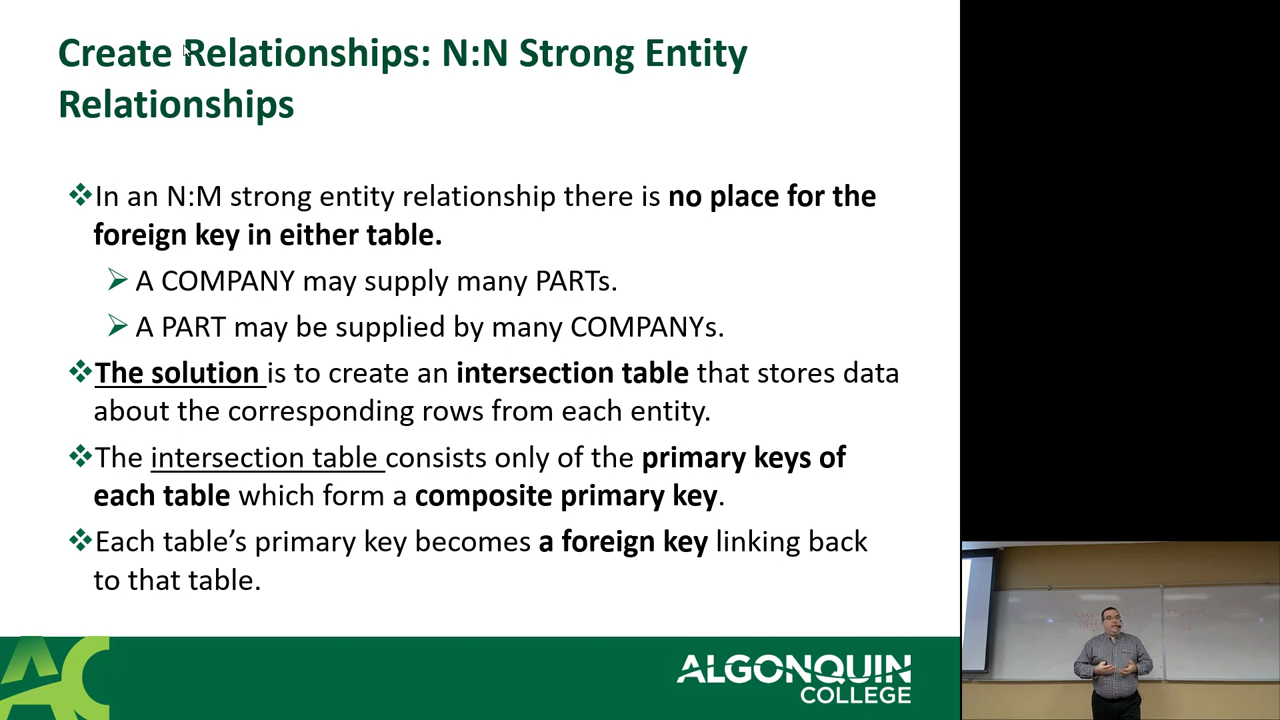 Create Relationships: N:N Strong Entity
Relationships
In an N:M strong entity relationship there is no place for the
foreign key in either table.
A COMPANY may supply many PARTs.
A PART may be supplied by many COMPANYs.
The solution is to create an intersection table that stores data
about the corresponding rows from each entity.
The intersection table consists only of the primary keys of
each table which form a composite primary key.
Each table’s primary key becomes a foreign key linking back
to that table.
ALGONQUIN
COLLEGE